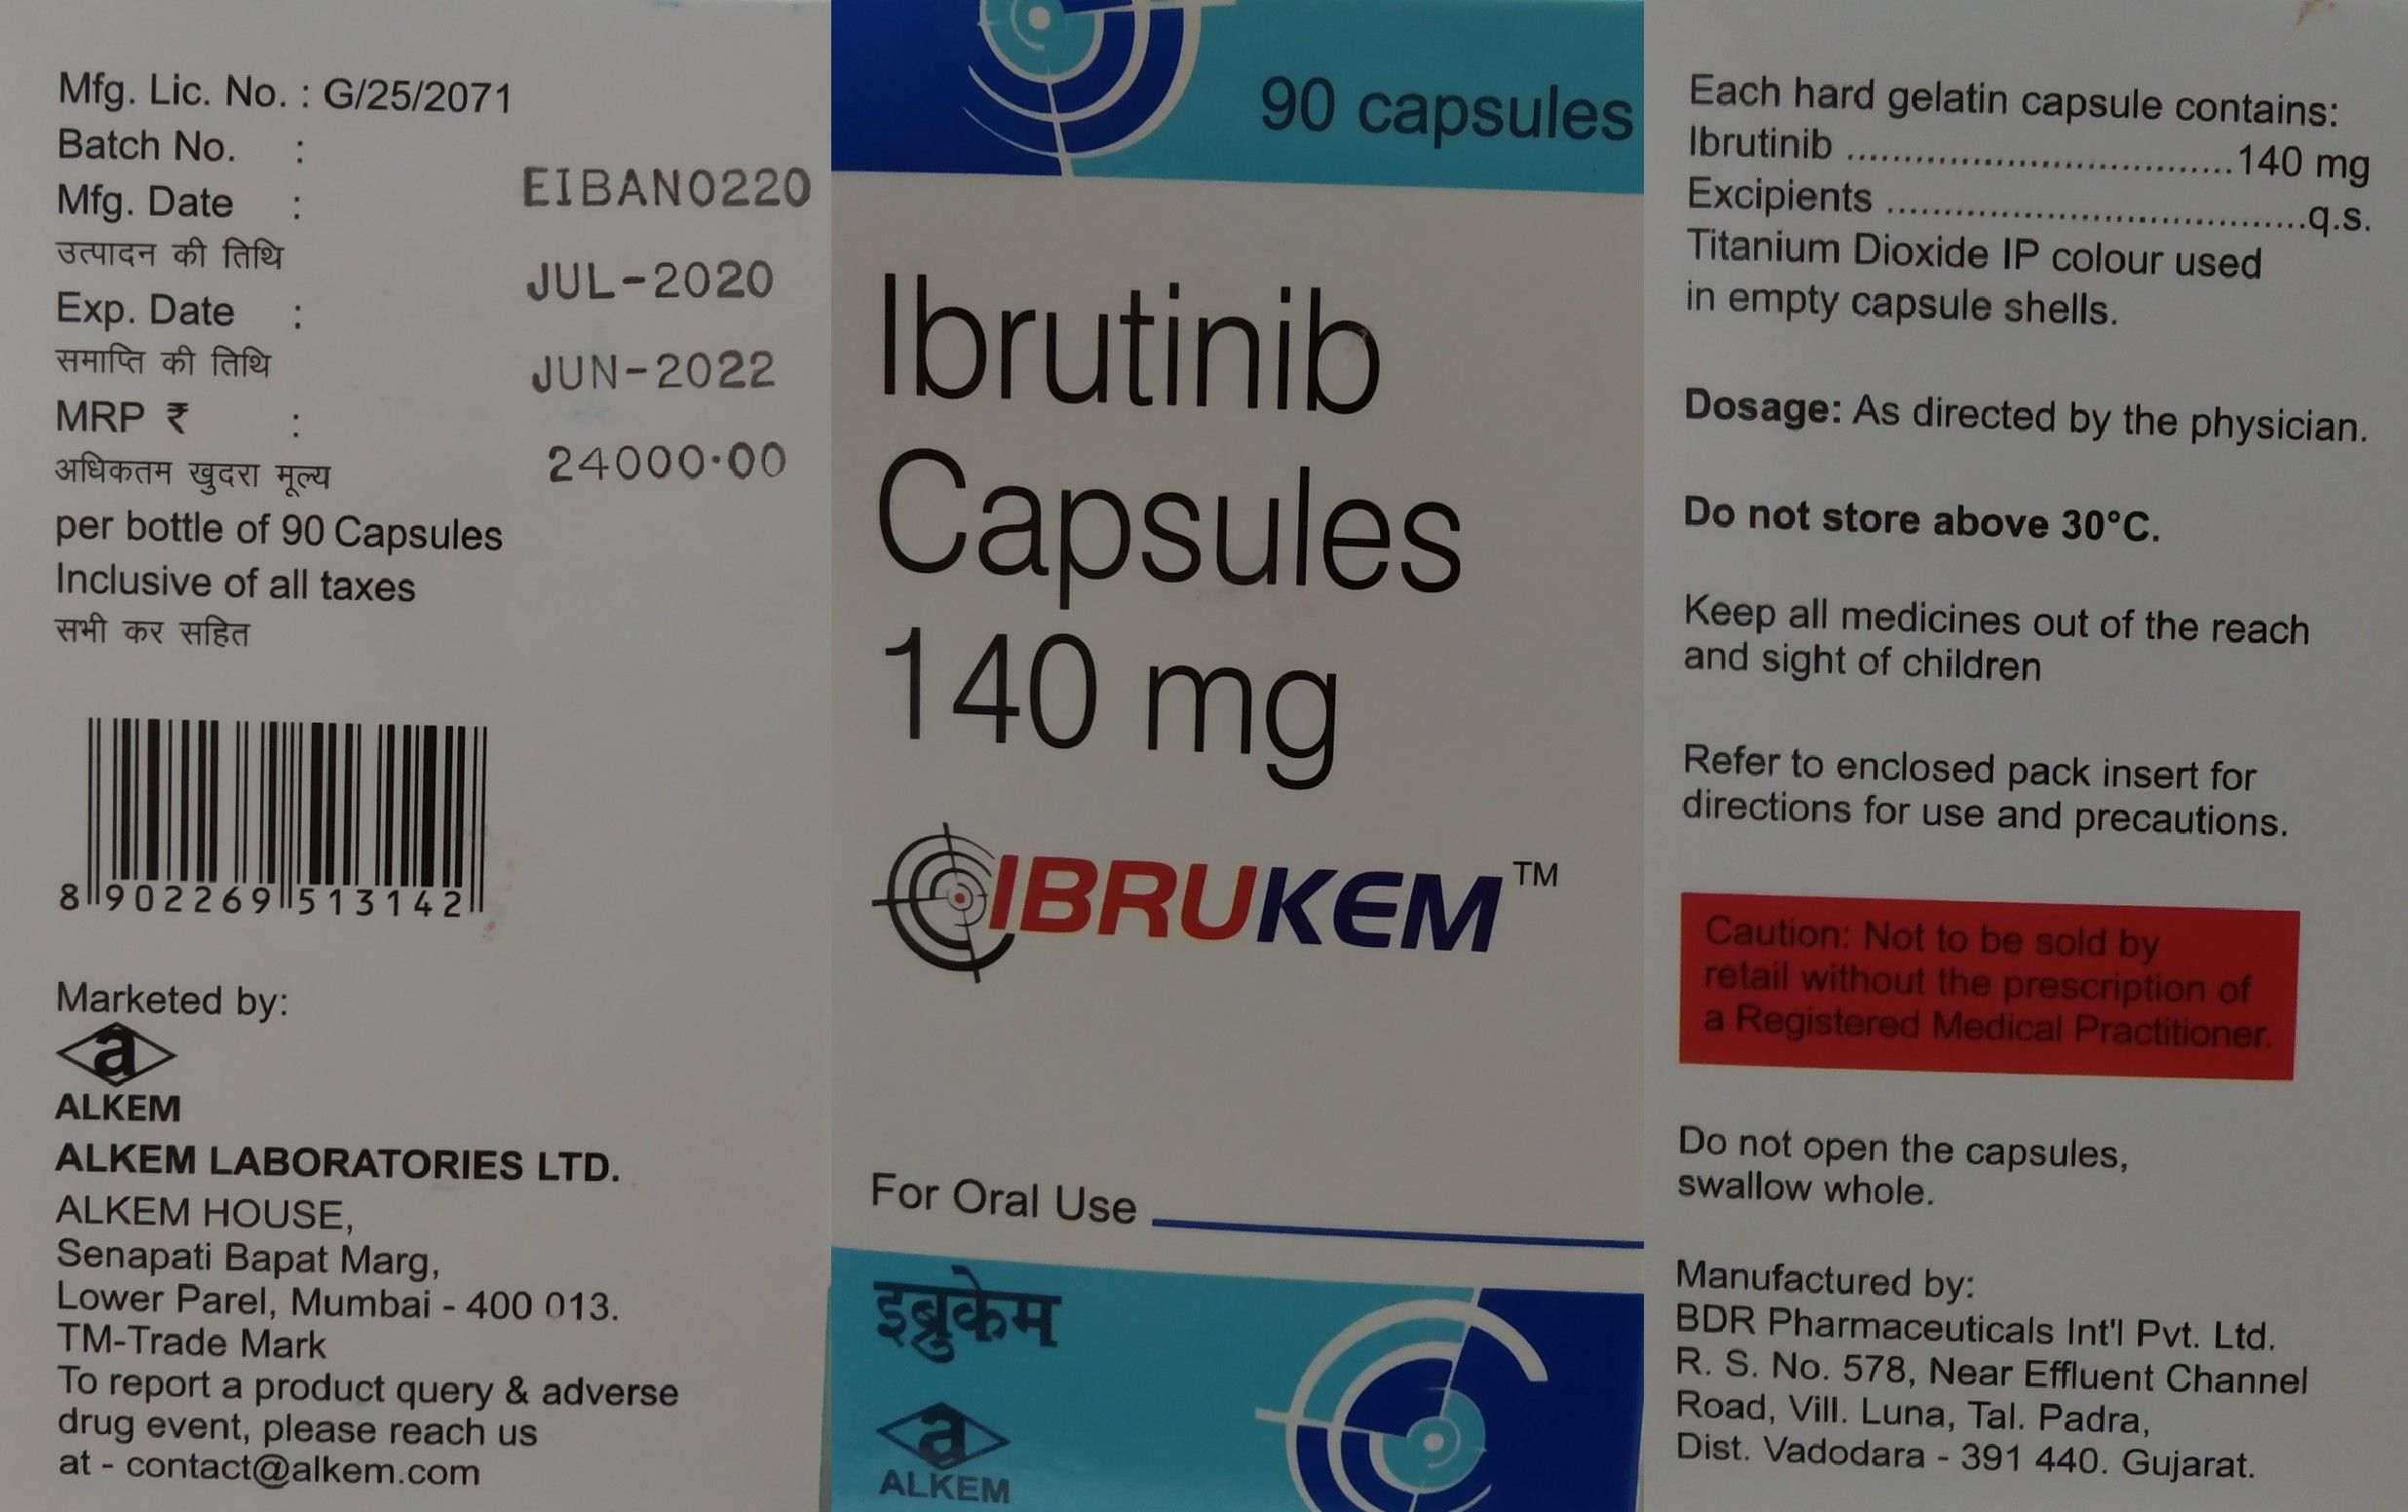 Mfg. Lic. No. : G/25/2071
Batch No. : EIBAN0220
Mfg. Date : JUL-2020
उत्पादन की तिथि
Exp. Date : JUN-2022
समाप्ति की तिथि
MRP ₹ : 24000.00
अधिकतम खुदरा मूल्य
per bottle of 90 Capsules
Inclusive of all taxes
सभी कर सहित
8 902269 513142
Marketed by:
a
ALKEM
ALKEM LABORATORIES LTD.
ALKEM HOUSE,
Senapati Bapat Marg,
Lower Parel, Mumbai - 400 013.
TM-Trade Mark
To report a product query & adverse
drug event, please reach us
at - contact@alkem.com
90 capsules
Ibrutinib
Capsules
140 mg
IBRUKEM™
For Oral Use
इब्रुकेम
a
ALKEM
Each hard gelatin capsule contains:
Ibrutinib ..................................140 mg
Excipients .....................................q.s.
Titanium Dioxide IP colour used
in empty capsule shells.
Dosage: As directed by the physician.
Do not store above 30°C.
Keep all medicines out of the reach
and sight of children
Refer to enclosed pack insert for
directions for use and precautions.
Caution: Not to be sold by
retail without the prescription of
a Registered Medical Practitioner.
Do not open the capsules,
swallow whole.
Manufactured by:
BDR Pharmaceuticals Int'l Pvt. Ltd.
R. S. No. 578, Near Effluent Channel
Road, Vill. Luna, Tal. Padra,
Dist. Vadodara - 391 440. Gujarat.